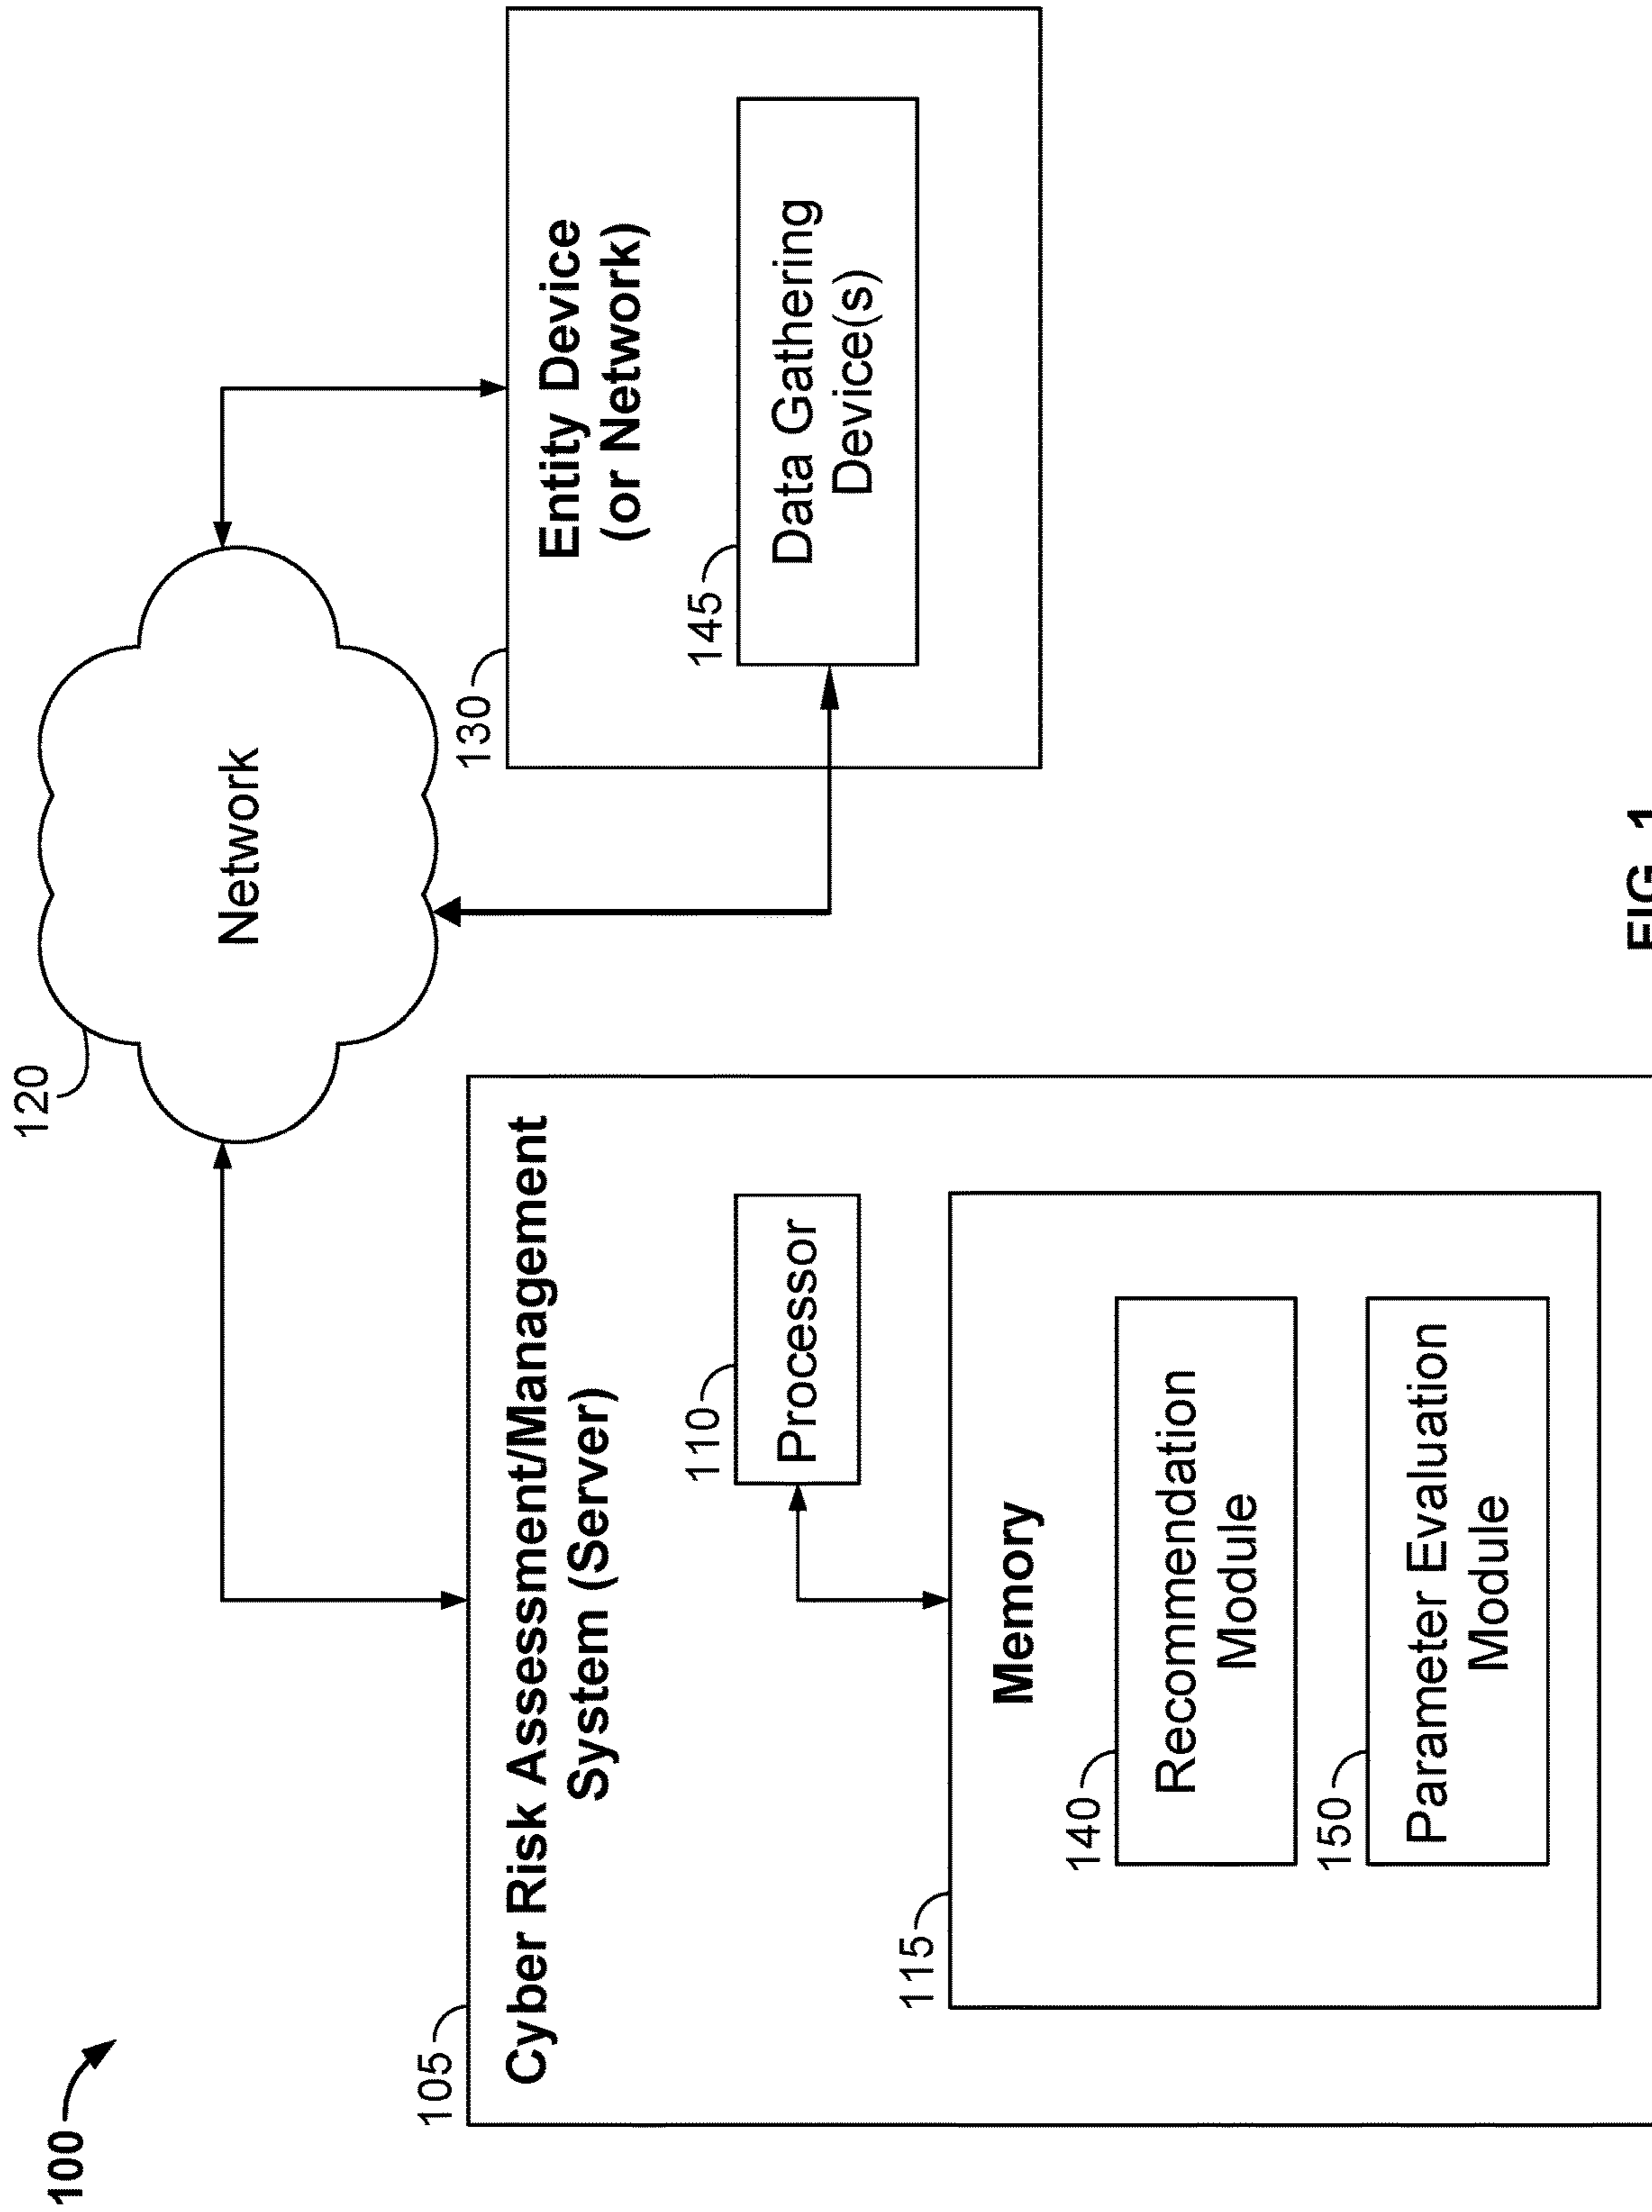 100
120
Network
105
Cyber Risk Assessment/Management
System (Server)
110
Processor
115
Memory
140
Recommendation
Module
150
Parameter Evaluation
Module
130
Entity Device
(or Network)
145
Data Gathering
Device(s)
FIG. 1